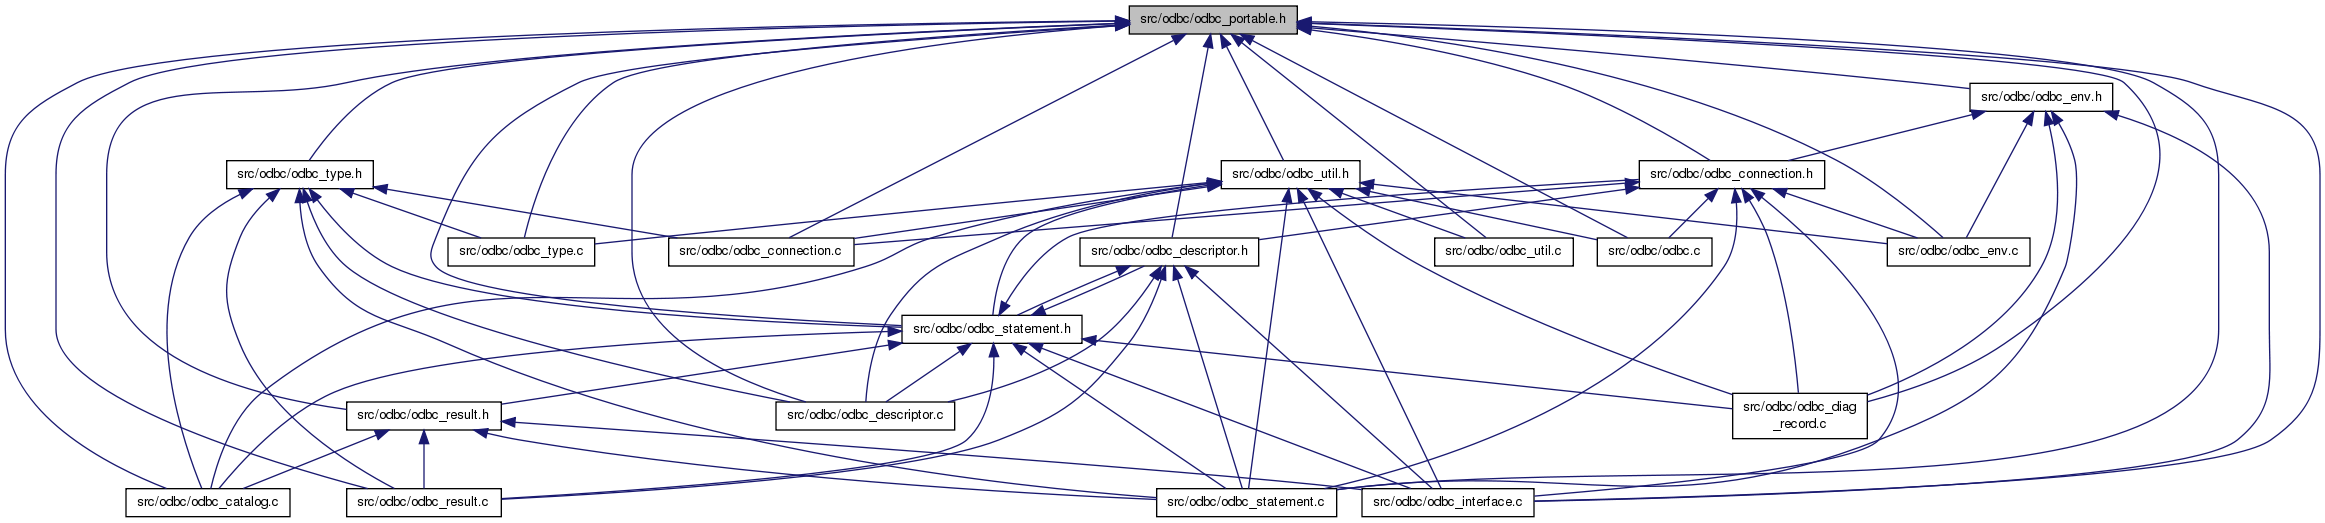 src/odbc/odbc_portable.h
src/odbc/odbc_env.h
src/odbc/odbc_type.h
src/odbc/odbc_util.h
src/odbc/odbc_connection.h
src/odbc/odbc_type.c
src/odbc/odbc_connection.c
src/odbc/odbc_descriptor.h
src/odbc/odbc_util.c
src/odbc/odbc.c
src/odbc/odbc_env.c
src/odbc/odbc_statement.h
src/odbc/odbc_result.h
src/odbc/odbc_descriptor.c
src/odbc/odbc_diag
_record.c
src/odbc/odbc_catalog.c
src/odbc/odbc_result.c
src/odbc/odbc_statement.c
src/odbc/odbc_interface.c